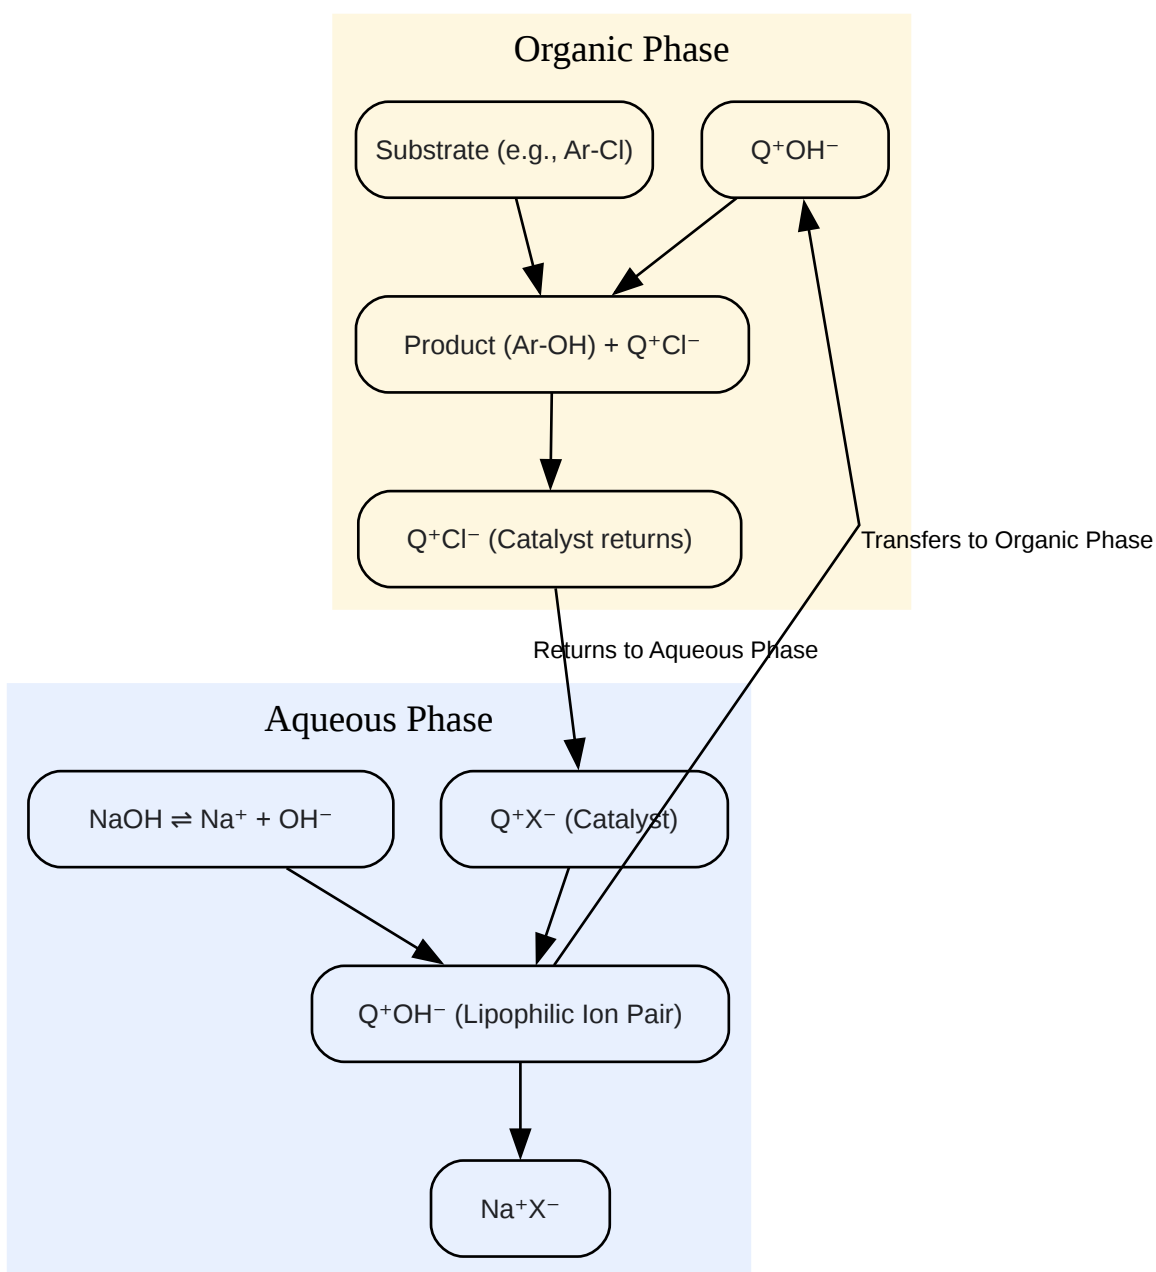 Organic Phase
Substrate (e.g., Ar-Cl)
Q⁺OH⁻
Product (Ar-OH) + Q⁺Cl⁻
Q⁺Cl⁻ (Catalyst returns)
Transfers to Organic Phase
Returns to Aqueous Phase
Aqueous Phase
NaOH ⇌ Na⁺ + OH⁻
Q⁺X⁻ (Catalyst)
Q⁺OH⁻ (Lipophilic Ion Pair)
Na⁺X⁻